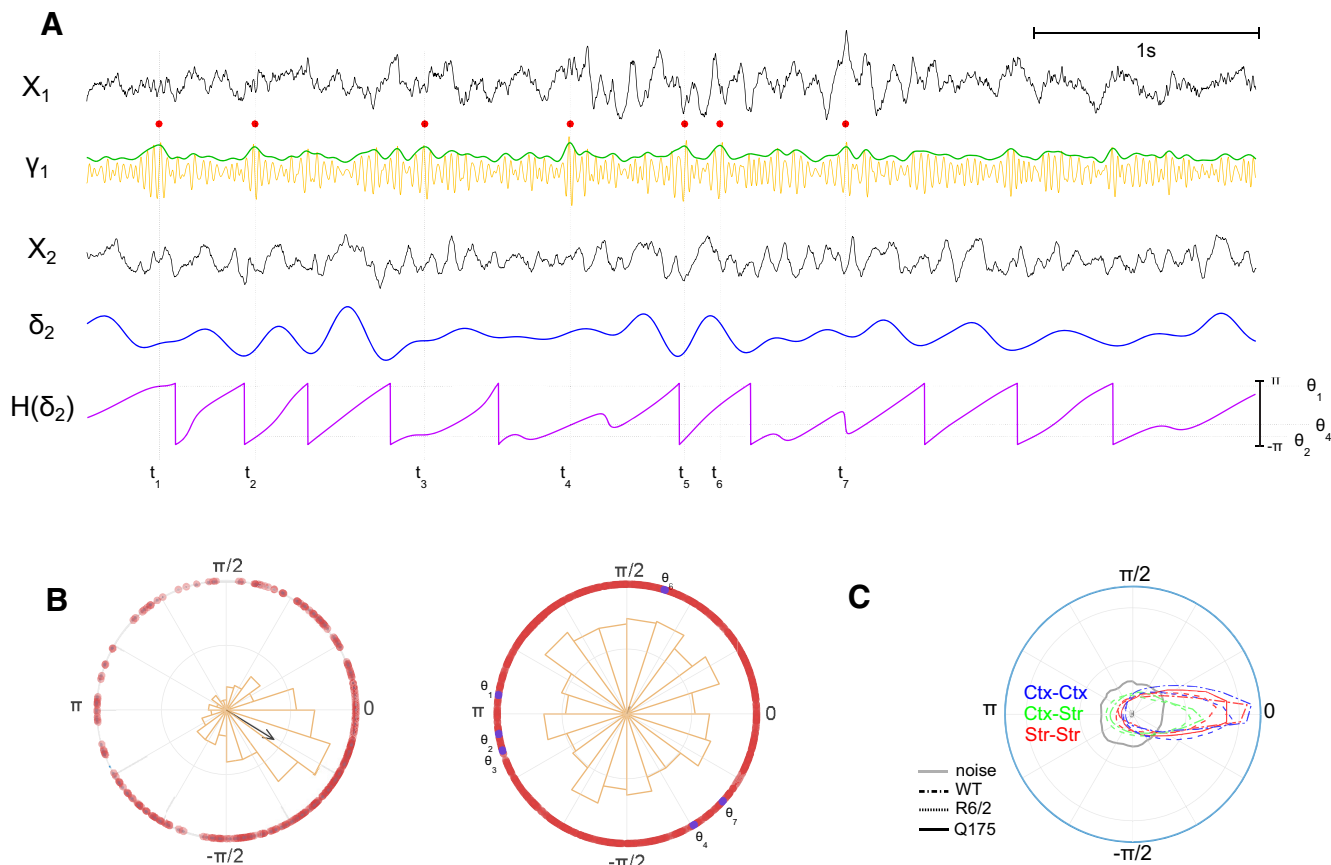 A
1s
X₁
γ₁
X₂
δ₂
H(δ₂)
π θ₁
θ₄
-π θ₂
t₁ t₂ t₃ t₄ t₅ t₆ t₇
B
π/2
π 0
-π/2
π/2
θ₆
θ₁
π 0
θ₂
θ₃
θ₇
θ₄
-π/2
C
π/2
Ctx-Ctx
Ctx-Str
Str-Str
π 0
noise
WT
R6/2
Q175
-π/2